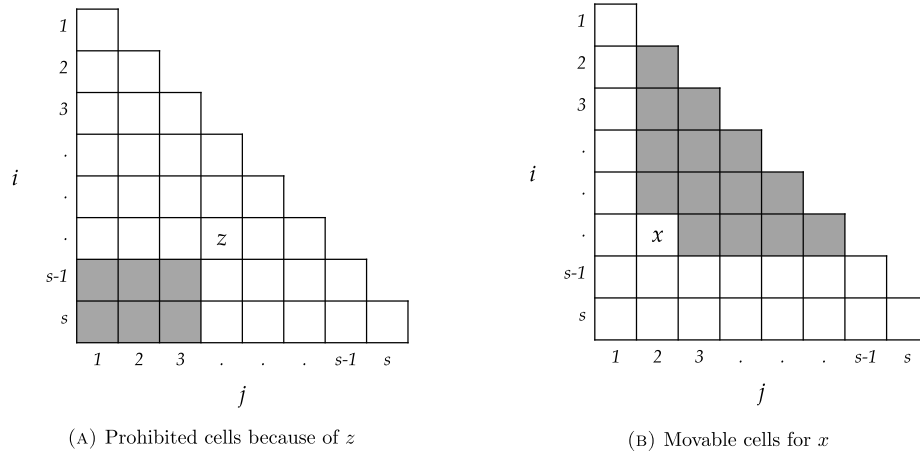 1
2
3
.
.
.
s-1
s
i
z
1 2 3 . . . s-1 s
j
(A) Prohibited cells because of z
1
2
3
.
.
.
s-1
s
i
x
1 2 3 . . . s-1 s
j
(B) Movable cells for x